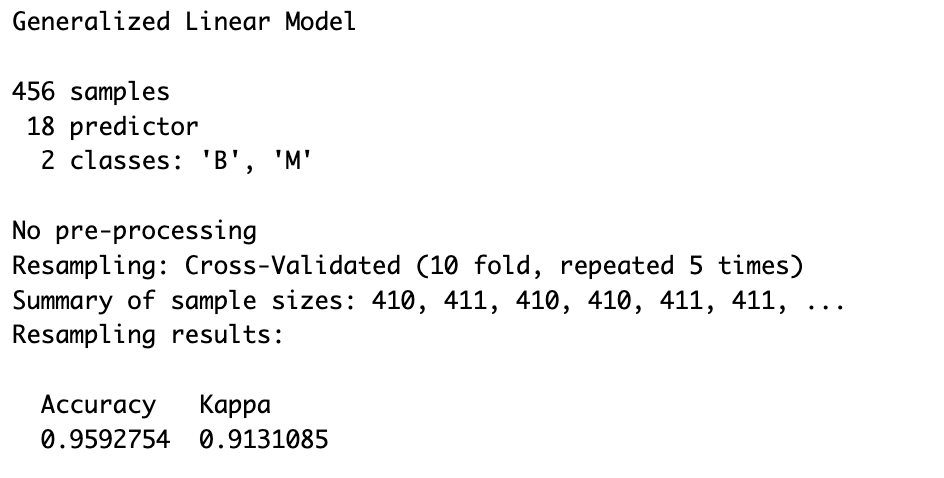 Generalized Linear Model
456 samples
18 predictor
2 classes: 'B', 'M'
No pre-processing
Resampling: Cross-Validated (10 fold, repeated 5 times)
Summary of sample sizes: 410, 411, 410, 410, 411, 411, ...
Resampling results:
Accuracy Kappa
0.9592754 0.9131085